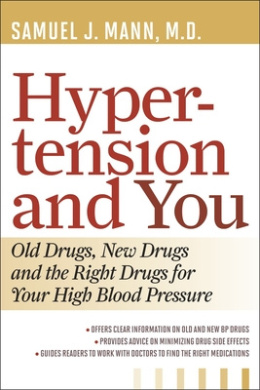 SAMUEL J. MANN, M.D.
Hyper-
tension
and You
Old Drugs, New Drugs
and the Right Drugs for
Your High Blood Pressure
• OFFERS CLEAR INFORMATION ON OLD AND NEW BP DRUGS
• PROVIDES ADVICE ON MINIMIZING DRUG SIDE EFFECTS
• GUIDES READERS TO WORK WITH DOCTORS TO FIND THE RIGHT MEDICATIONS